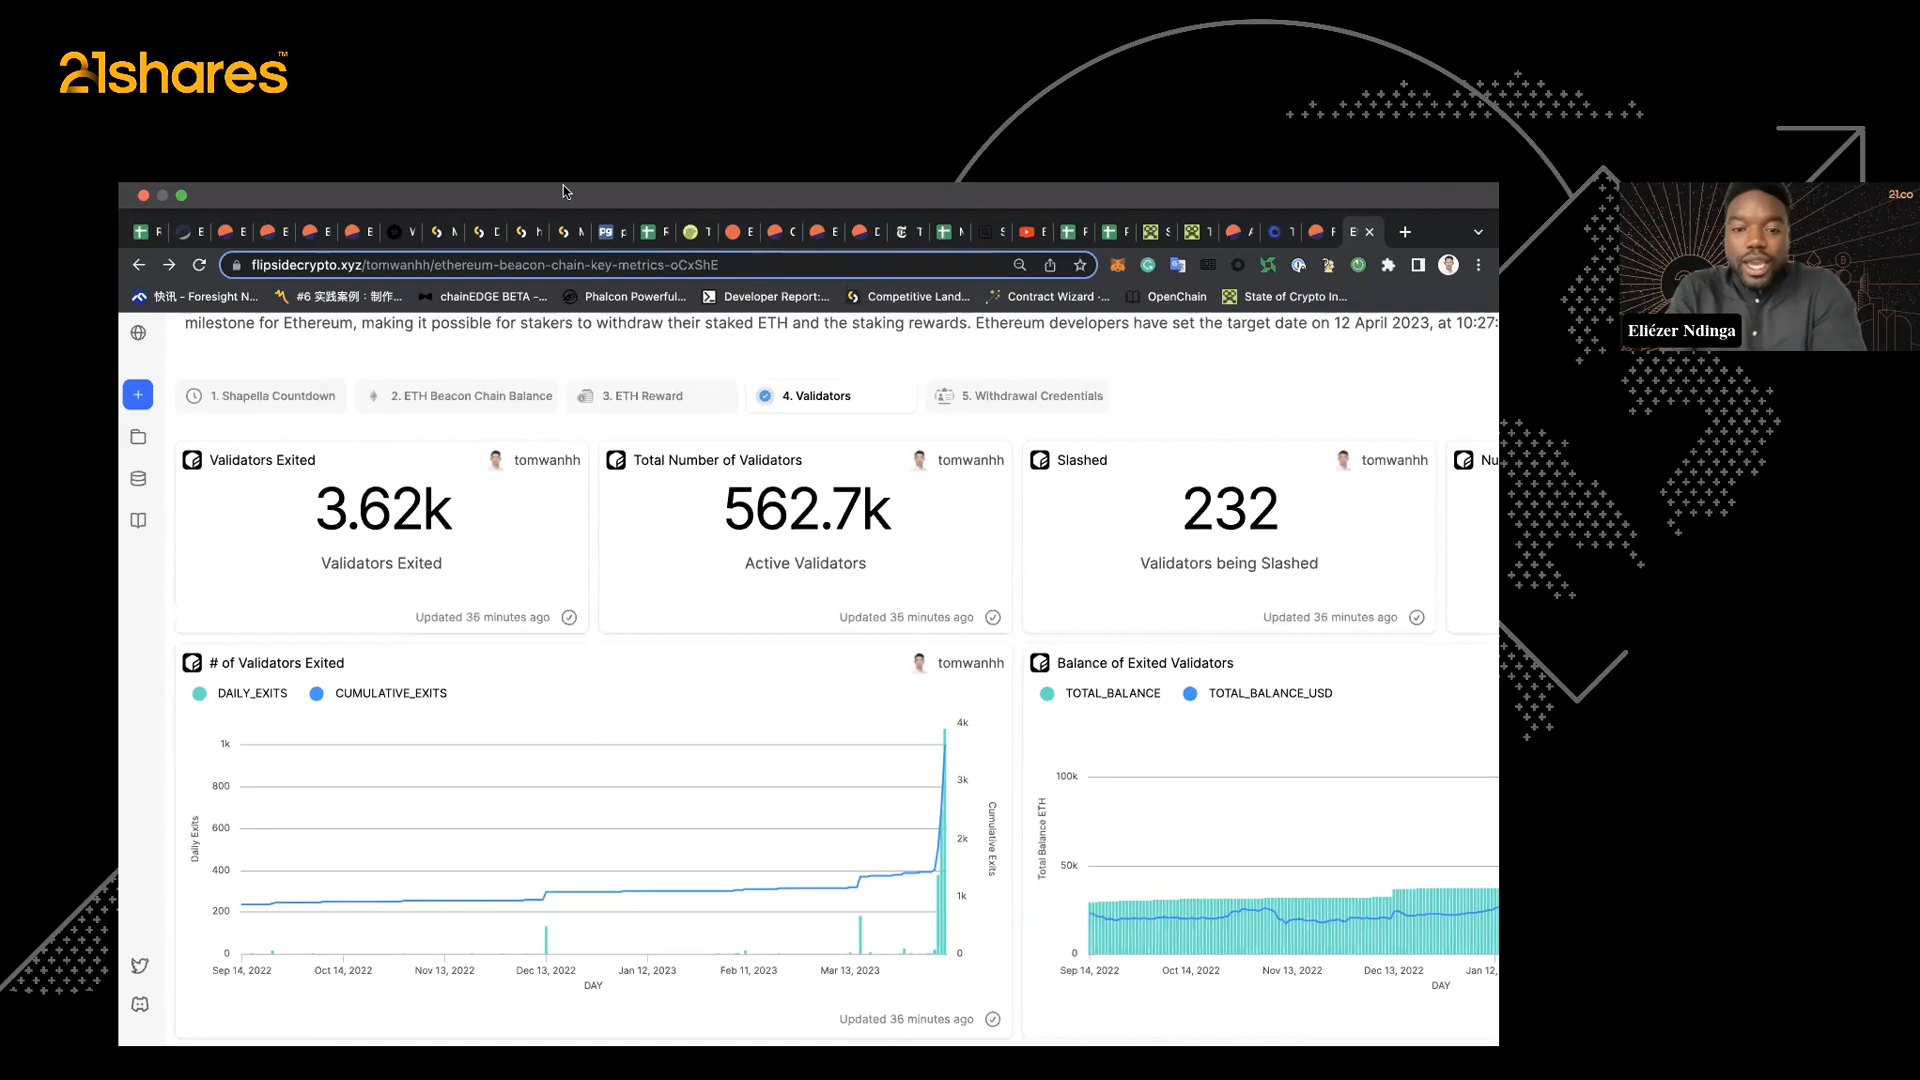 21shares™
21.co
Eliézer Ndinga
flipsidecrypto.xyz/tomwanhh/ethereum-beacon-chain-key-metrics-oCxShE
快讯 - Foresight N...
#6 实践案例：制作...
chainEDGE BETA -...
Phalcon Powerful...
Developer Report:...
Competitive Land...
Contract Wizard -...
OpenChain
State of Crypto In...
milestone for Ethereum, making it possible for stakers to withdraw their staked ETH and the staking rewards. Ethereum developers have set the target date on 12 April 2023, at 10:27:
1. Shapella Countdown
2. ETH Beacon Chain Balance
3. ETH Reward
4. Validators
5. Withdrawal Credentials
Validators Exited
tomwanhh
3.62k
Validators Exited
Updated 36 minutes ago
Total Number of Validators
tomwanhh
562.7k
Active Validators
Updated 36 minutes ago
Slashed
tomwanhh
232
Validators being Slashed
Updated 36 minutes ago
Nu
# of Validators Exited
tomwanhh
DAILY_EXITS
CUMULATIVE_EXITS
1k
800
600
400
200
0
Daily Exits
4k
3k
2k
1k
0
Cumulative Exits
Sep 14, 2022
Oct 14, 2022
Nov 13, 2022
Dec 13, 2022
Jan 12, 2023
Feb 11, 2023
Mar 13, 2023
DAY
Updated 36 minutes ago
Balance of Exited Validators
TOTAL_BALANCE
TOTAL_BALANCE_USD
100k
50k
0
Total Balance ETH
Sep 14, 2022
Oct 14, 2022
Nov 13, 2022
Dec 13, 2022
Jan 12,
DAY